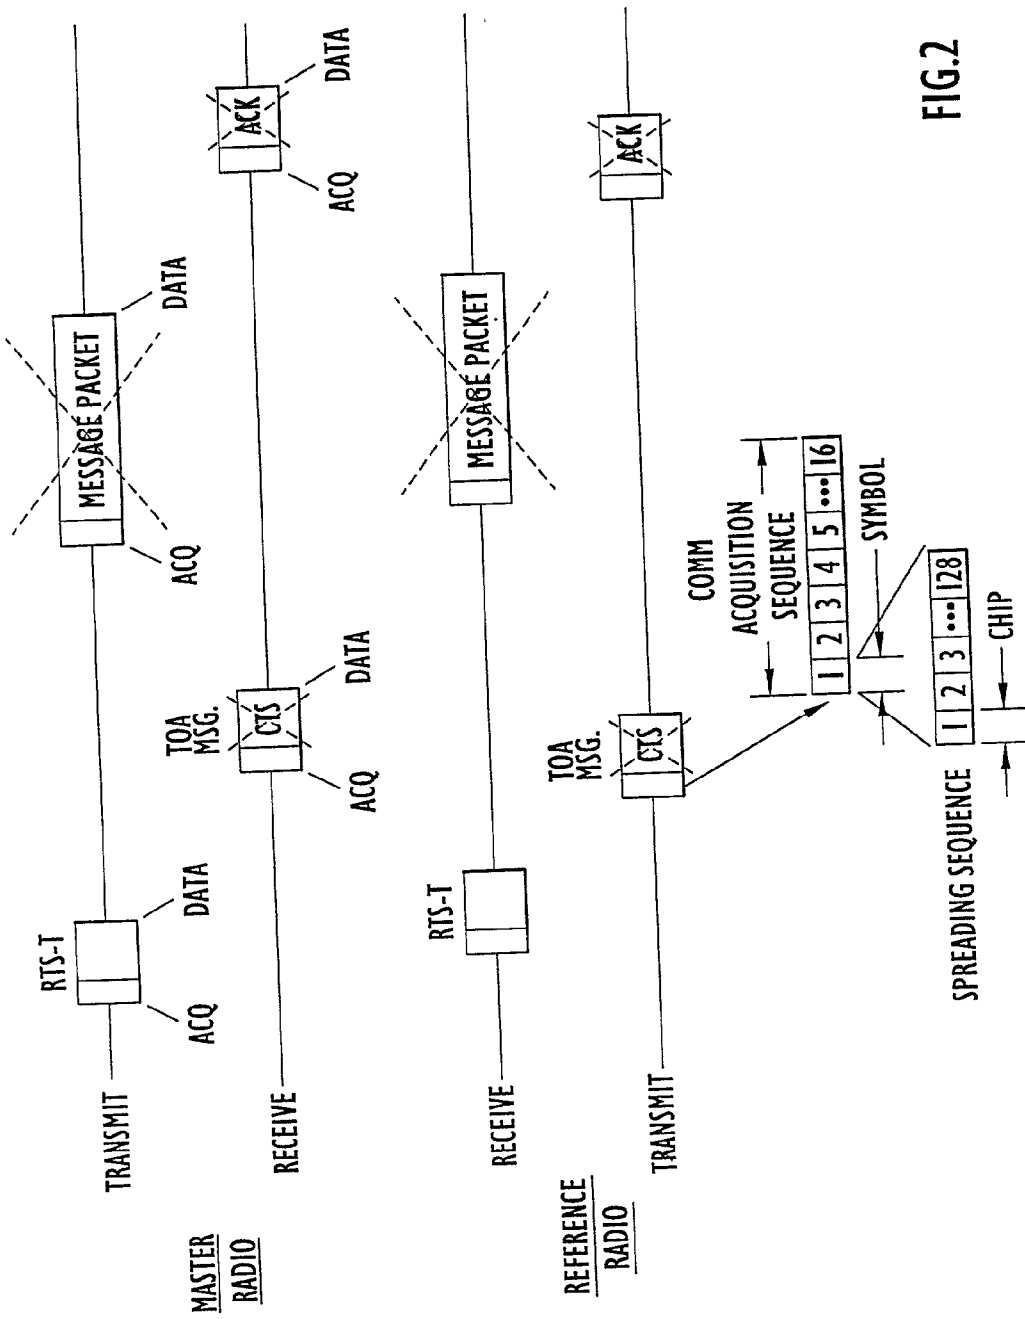 RTS-T
TRANSMIT
ACQ
DATA
ACQ
MESSAGE PACKET
DATA
MASTER
RADIO
RECEIVE
TOA
MSG.
CTS
ACQ
DATA
ACK
ACQ
DATA
RTS-T
RECEIVE
MESSAGE PACKET
REFERENCE
RADIO
TRANSMIT
TOA
MSG.
CTS
ACK
COMM
ACQUISITION
SEQUENCE
1 2 3 4 5 ••• 16
SYMBOL
SPREADING SEQUENCE
1 2 3 ••• 128
CHIP
FIG.2